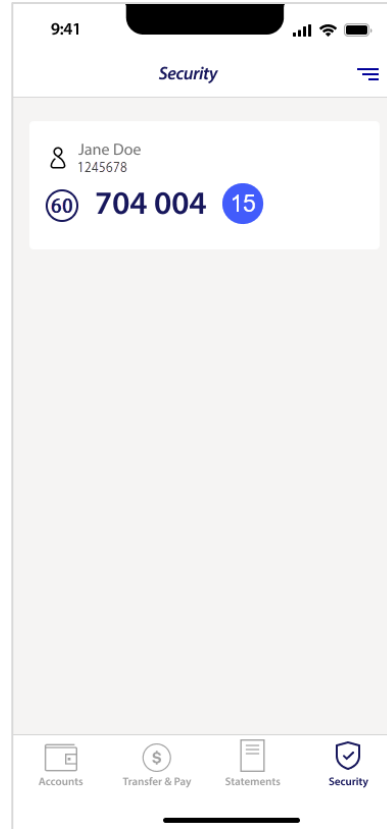 9:41
Security
Jane Doe
1245678
60 704 004 15
$
Accounts Transfer & Pay Statements Security